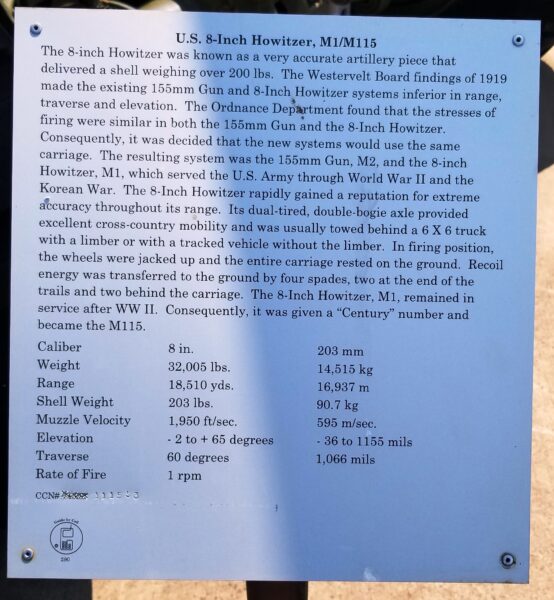 U.S. 8-Inch Howitzer, M1/M115
The 8-inch Howitzer was known as a very accurate artillery piece that
delivered a shell weighing over 200 lbs. The Westervelt Board findings of 1919
made the existing 155mm Gun and 8-Inch Howitzer systems inferior in range,
traverse and elevation. The Ordnance Department found that the stresses of
firing were similar in both the 155mm Gun and the 8-Inch Howitzer.
Consequently, it was decided that the new systems would use the same
carriage. The resulting system was the 155mm Gun, M2, and the 8-inch
Howitzer, M1, which served the U.S. Army through World War II and the
Korean War. The 8-Inch Howitzer rapidly gained a reputation for extreme
accuracy throughout its range. Its dual-tired, double-bogie axle provided
excellent cross-country mobility and was usually towed behind a 6 X 6 truck
with a limber or with a tracked vehicle without the limber. In firing position,
the wheels were jacked up and the entire carriage rested on the ground. Recoil
energy was transferred to the ground by four spades, two at the end of the
trails and two behind the carriage. The 8-Inch Howitzer, M1, remained in
service after WW II. Consequently, it was given a “Century” number and
became the M115.
Caliber 8 in. 203 mm
Weight 32,005 lbs. 14,515 kg
Range 18,510 yds. 16,937 m
Shell Weight 203 lbs. 90.7 kg
Muzzle Velocity 1,950 ft/sec. 595 m/sec.
Elevation - 2 to + 65 degrees - 36 to 1155 mils
Traverse 60 degrees 1,066 mils
Rate of Fire 1 rpm
CCN#
Guide by Cell